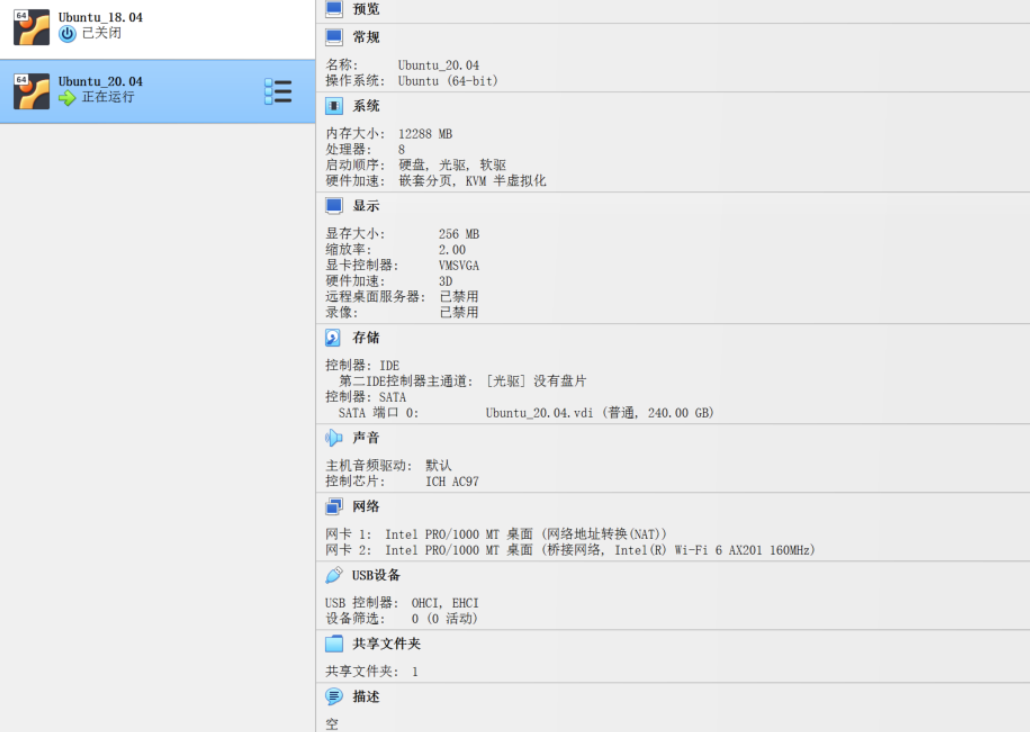 64
Ubuntu_18.04
已关闭
64
Ubuntu_20.04
正在运行
预览
常规
名称: Ubuntu_20.04
操作系统: Ubuntu (64-bit)
系统
内存大小: 12288 MB
处理器: 8
启动顺序: 硬盘, 光驱, 软驱
硬件加速: 嵌套分页, KVM 半虚拟化
显示
显存大小: 256 MB
缩放率: 2.00
显卡控制器: VMSVGA
硬件加速: 3D
远程桌面服务器: 已禁用
录像: 已禁用
存储
控制器: IDE
第二IDE控制器主通道: [光驱] 没有盘片
控制器: SATA
SATA 端口 0: Ubuntu_20.04.vdi (普通, 240.00 GB)
声音
主机音频驱动: 默认
控制芯片: ICH AC97
网络
网卡 1: Intel PRO/1000 MT 桌面 (网络地址转换(NAT))
网卡 2: Intel PRO/1000 MT 桌面 (桥接网络, Intel(R) Wi-Fi 6 AX201 160MHz)
USB设备
USB 控制器: OHCI, EHCI
设备筛选: 0 (0 活动)
共享文件夹
共享文件夹: 1
描述
空